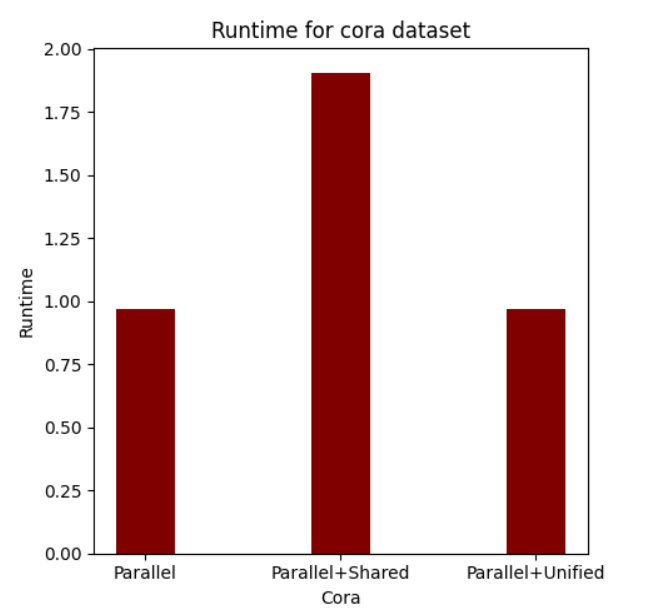 Runtime for cora dataset
2.00
1.75
1.50
1.25
1.00
0.75
0.50
0.25
0.00
Runtime
Parallel Parallel+Shared Parallel+Unified
Cora